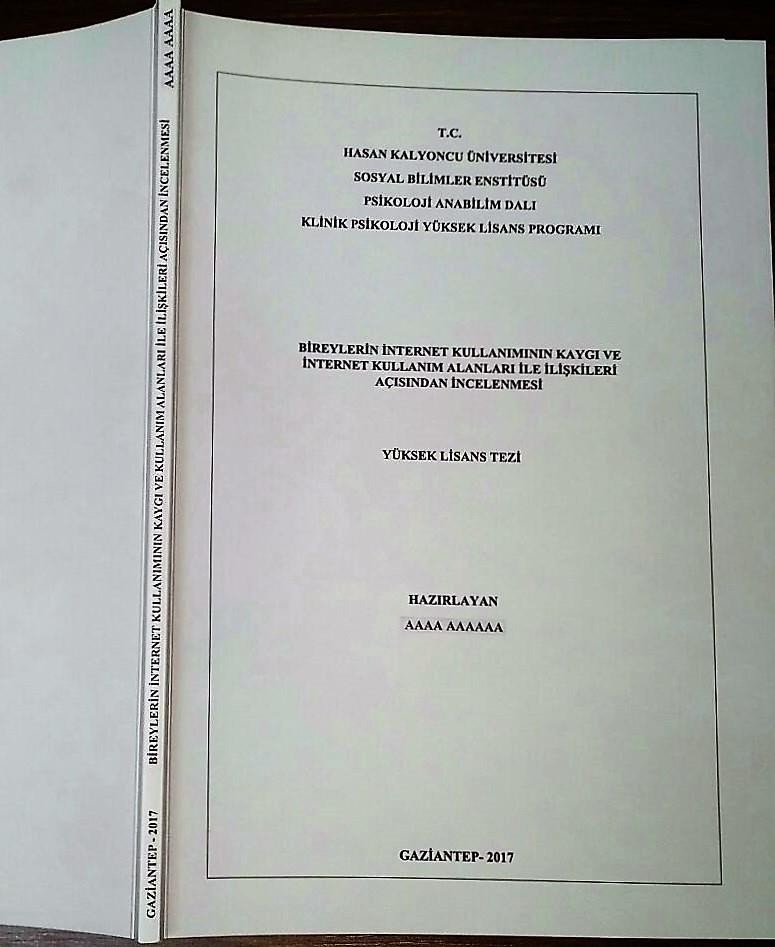 AAAA AAAA
BİREYLERİN İNTERNET KULLANIMININ KAYGI VE KULLANIM ALANLARI İLE İLİŞKİLERİ AÇISINDAN İNCELENMESİ
GAZİANTEP - 2017
T.C.
HASAN KALYONCU ÜNİVERSİTESİ
SOSYAL BİLİMLER ENSTİTÜSÜ
PSİKOLOJİ ANABİLİM DALI
KLİNİK PSİKOLOJİ YÜKSEK LİSANS PROGRAMI
BİREYLERİN İNTERNET KULLANIMININ KAYGI VE
İNTERNET KULLANIM ALANLARI İLE İLİŞKİLERİ
AÇISINDAN İNCELENMESİ
YÜKSEK LİSANS TEZİ
HAZIRLAYAN
AAAA AAAAAA
GAZİANTEP- 2017